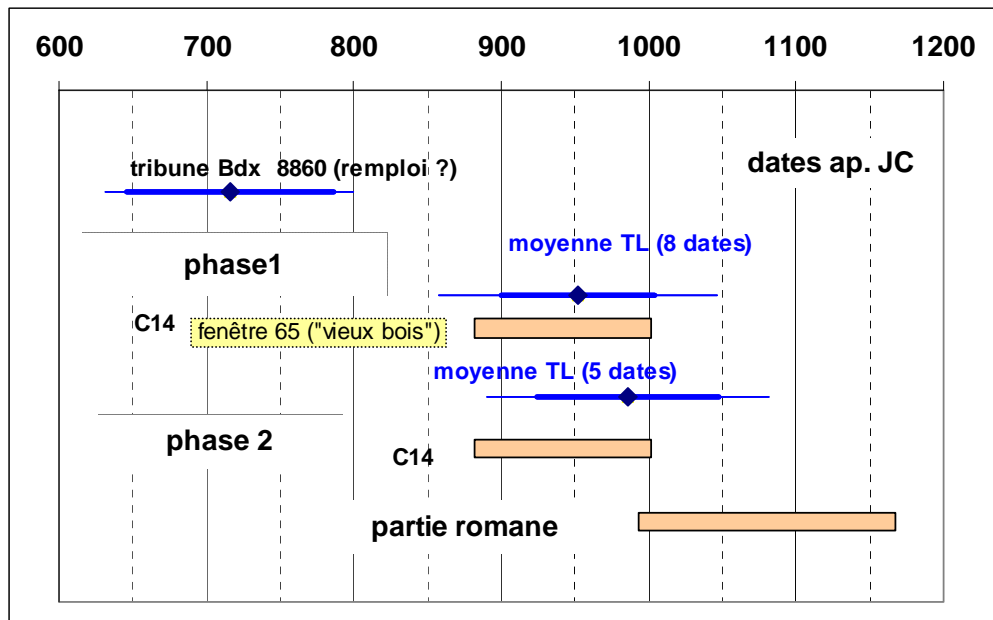 600 700 800 900 1000 1100 1200
tribune Bdx 8860 (remploi ?)
dates ap. JC
moyenne TL (8 dates)
phase1
C14
fenêtre 65 ("vieux bois")
moyenne TL (5 dates)
phase 2
C14
partie romane